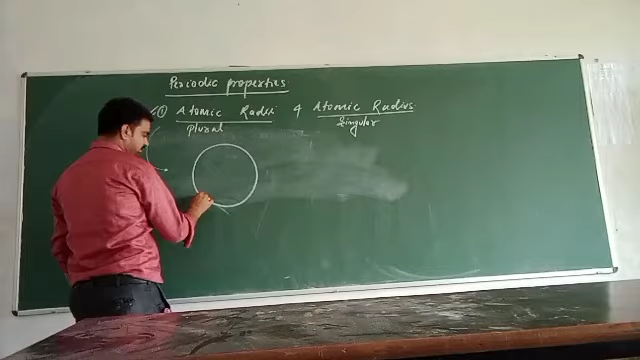 Periodic properties:
① Atomic Radii & Atomic Radius:
plural singular